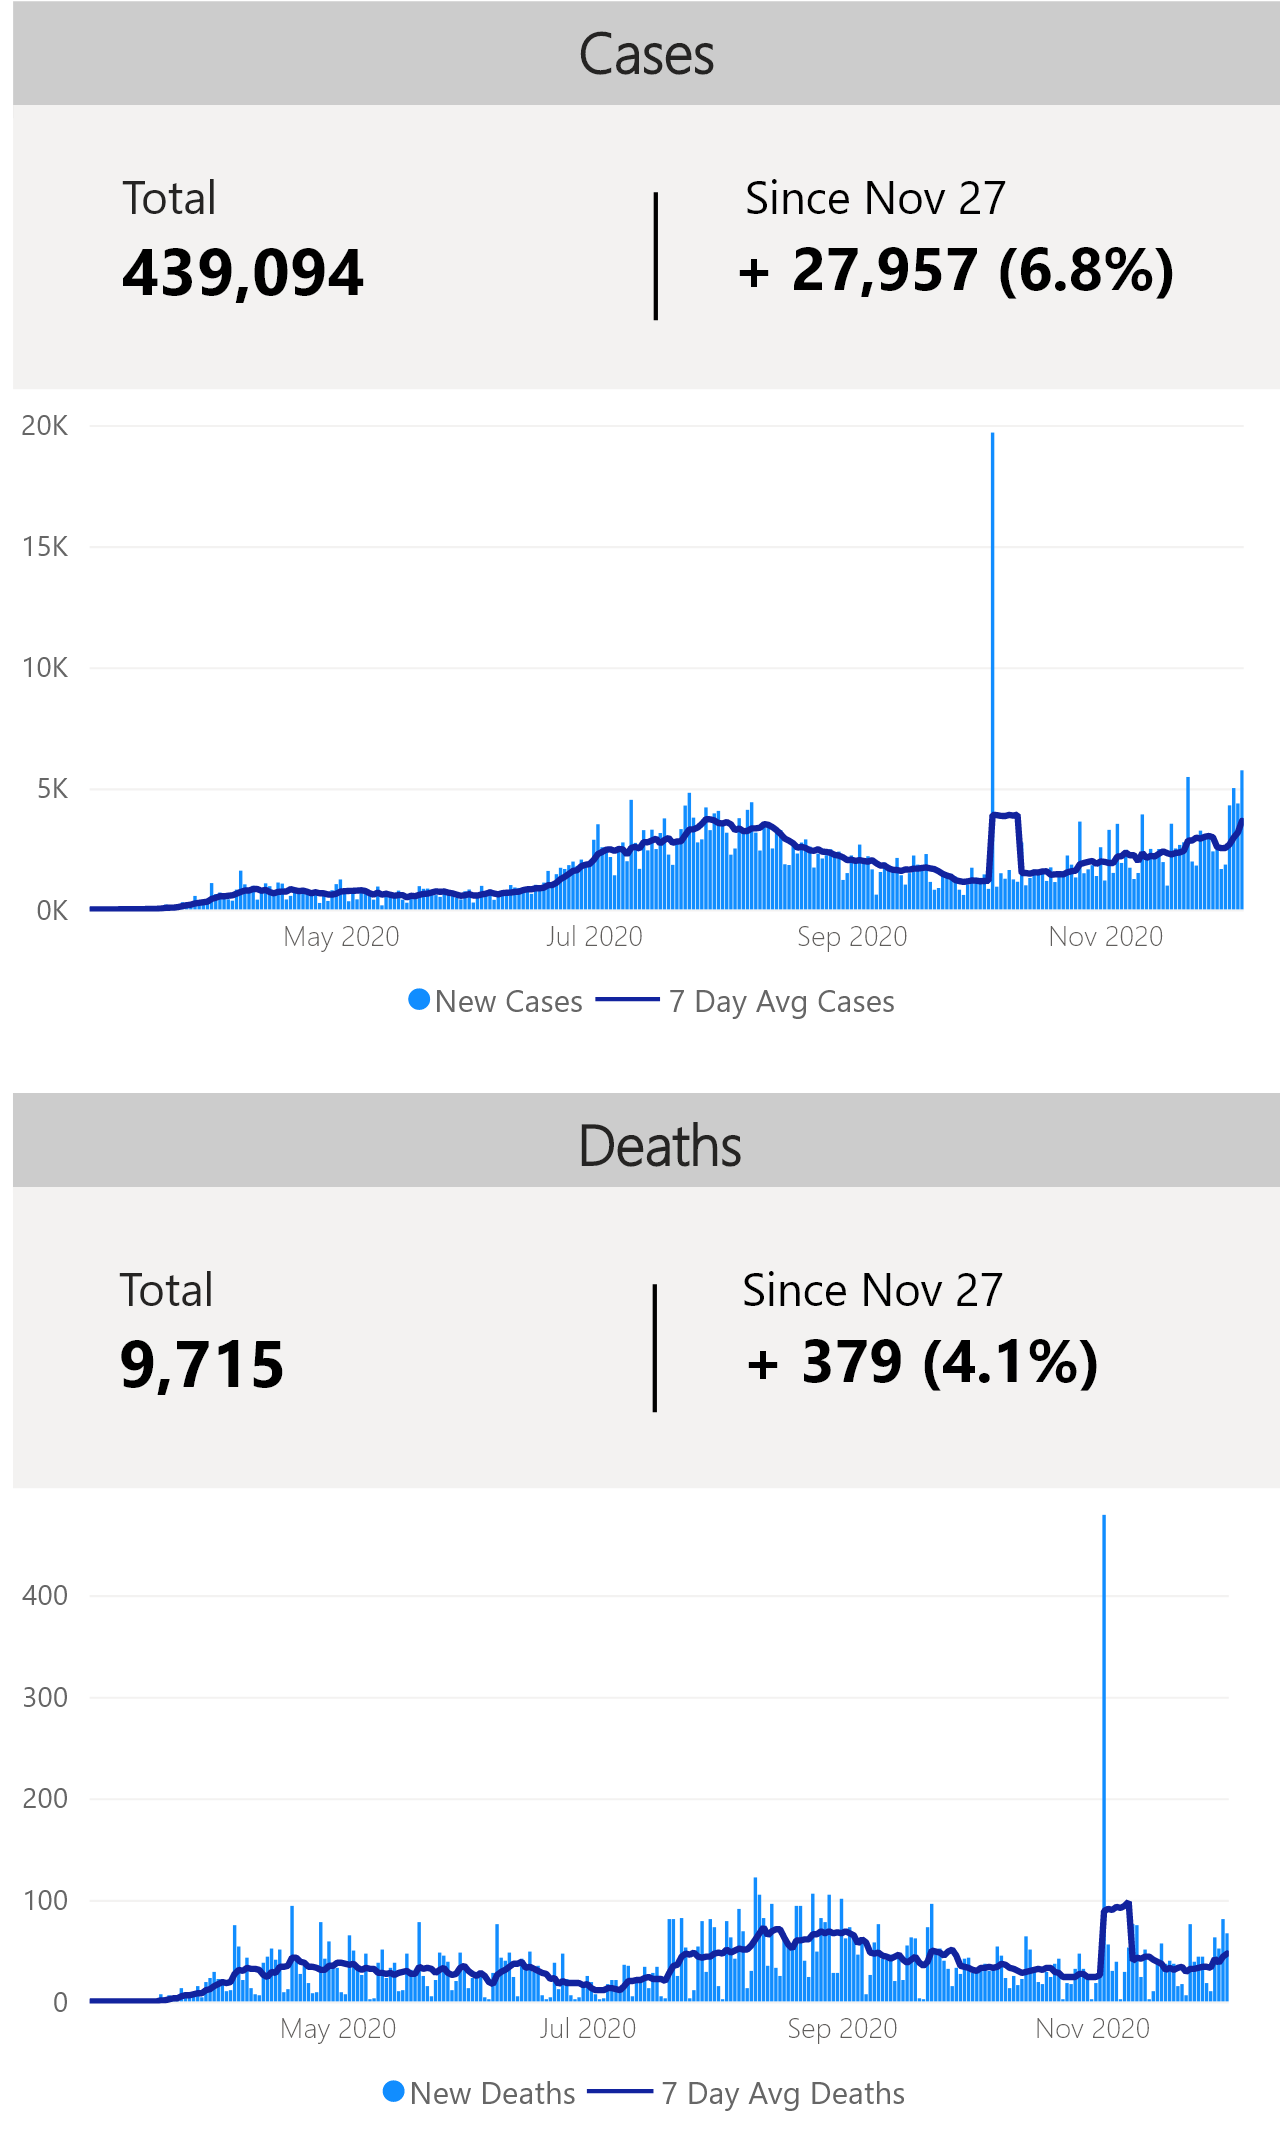 Cases
Total
Since Nov 27
439,094
+ 27,957 (6.8%)
20K
15K
10K
5K
0K
May 2020
Jul 2020
Sep 2020
Nov 2020
New Cases
7 Day Avg Cases
Deaths
Total
Since Nov 27
9,715
+ 379 (4.1%)
400
300
200
100
0
May 2020
Jul 2020
Sep 2020
Nov 2020
New Deaths
7 Day Avg Deaths